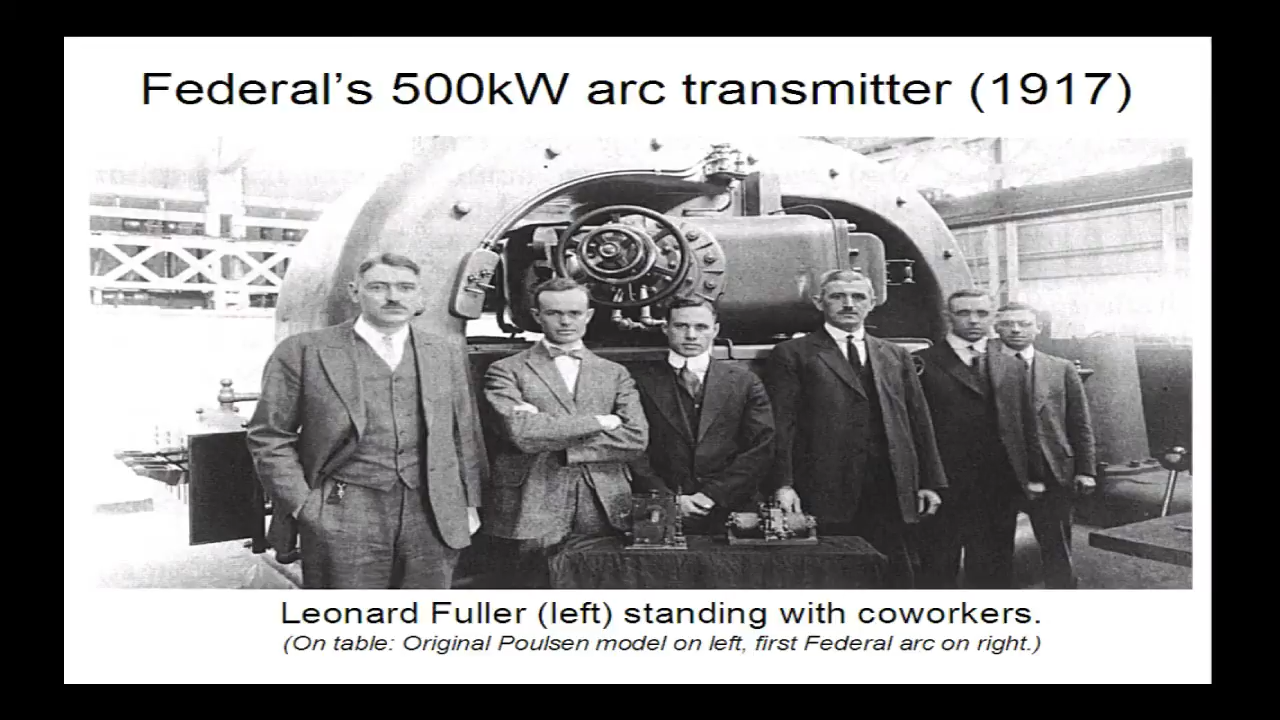 Federal’s 500kW arc transmitter (1917)
Leonard Fuller (left) standing with coworkers.
(On table: Original Poulsen model on left, first Federal arc on right.)